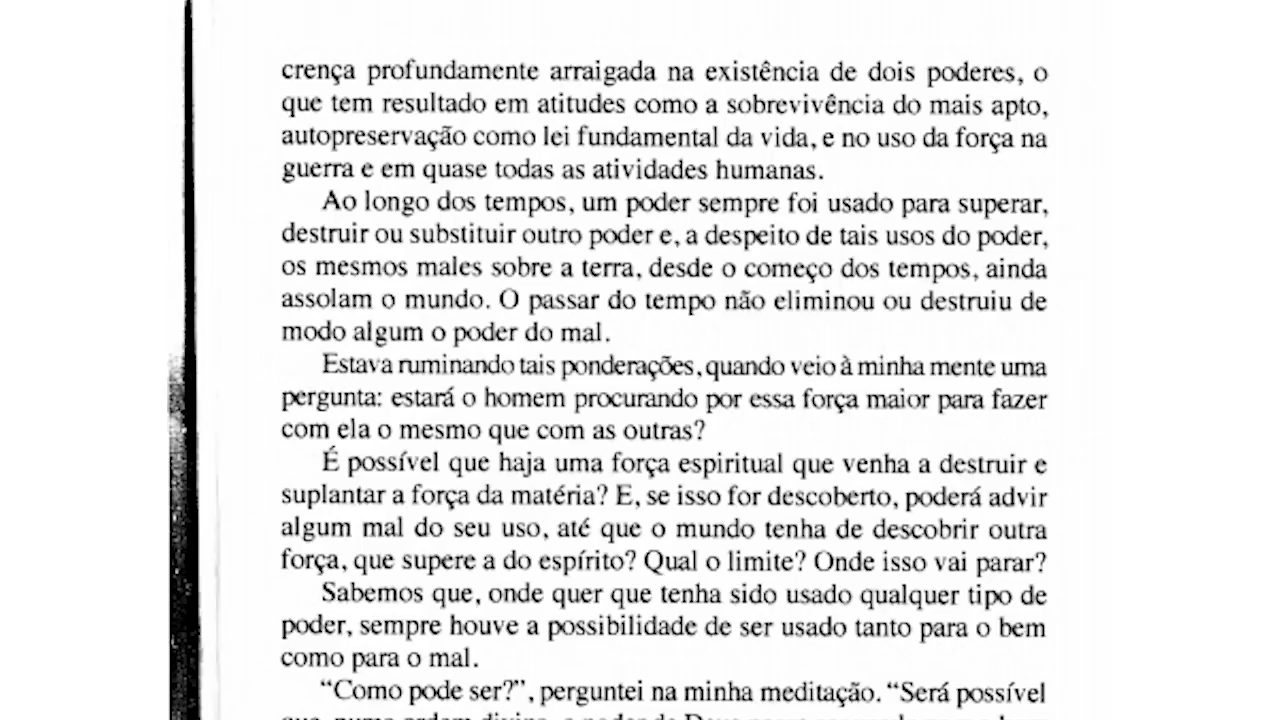 crença profundamente arraigada na existência de dois poderes, o
que tem resultado em atitudes como a sobrevivência do mais apto,
autopreservação como lei fundamental da vida, e no uso da força na
guerra e em quase todas as atividades humanas.
Ao longo dos tempos, um poder sempre foi usado para superar,
destruir ou substituir outro poder e, a despeito de tais usos do poder,
os mesmos males sobre a terra, desde o começo dos tempos, ainda
assolam o mundo. O passar do tempo não eliminou ou destruiu de
modo algum o poder do mal.
Estava ruminando tais ponderações, quando veio à minha mente uma
pergunta: estará o homem procurando por essa força maior para fazer
com ela o mesmo que com as outras?
É possível que haja uma força espiritual que venha a destruir e
suplantar a força da matéria? E, se isso for descoberto, poderá advir
algum mal do seu uso, até que o mundo tenha de descobrir outra
força, que supere a do espírito? Qual o limite? Onde isso vai parar?
Sabemos que, onde quer que tenha sido usado qualquer tipo de
poder, sempre houve a possibilidade de ser usado tanto para o bem
como para o mal.
“Como pode ser?”, perguntei na minha meditação. “Será possível